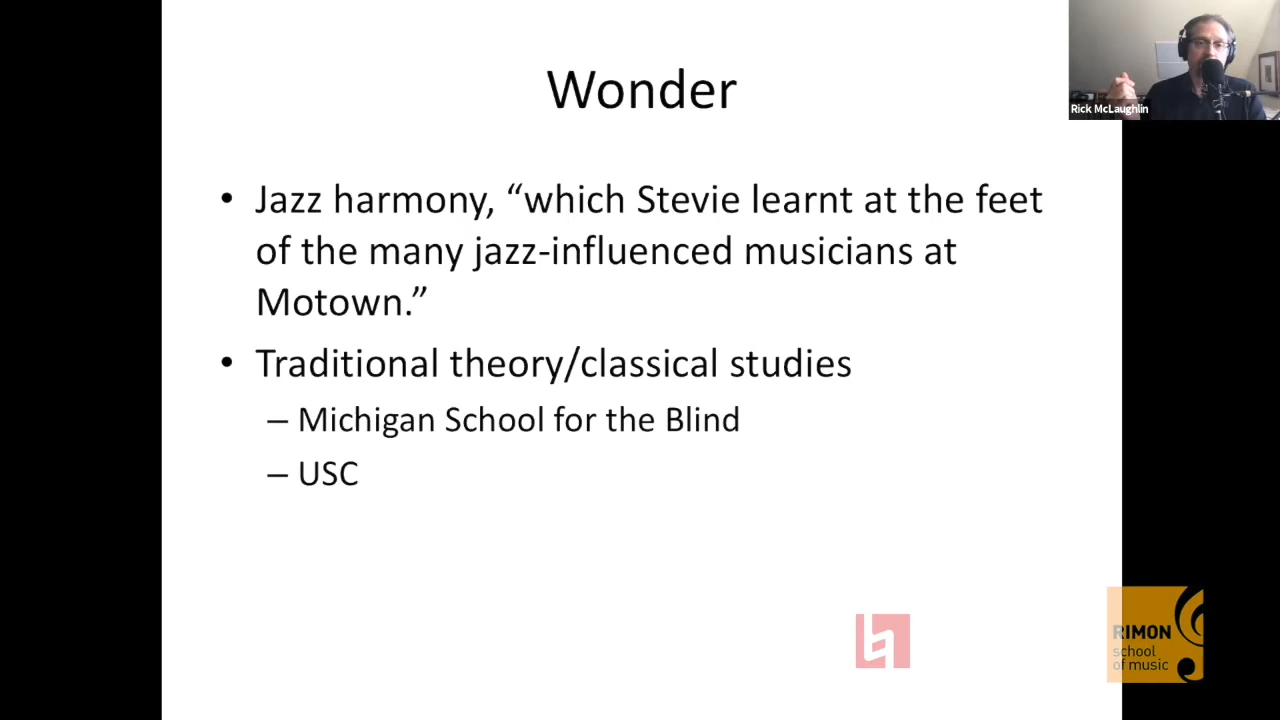 Wonder
Rick McLaughlin
• Jazz harmony, “which Stevie learnt at the feet
of the many jazz-influenced musicians at
Motown.”
• Traditional theory/classical studies
– Michigan School for the Blind
– USC
RIMON
school
of music